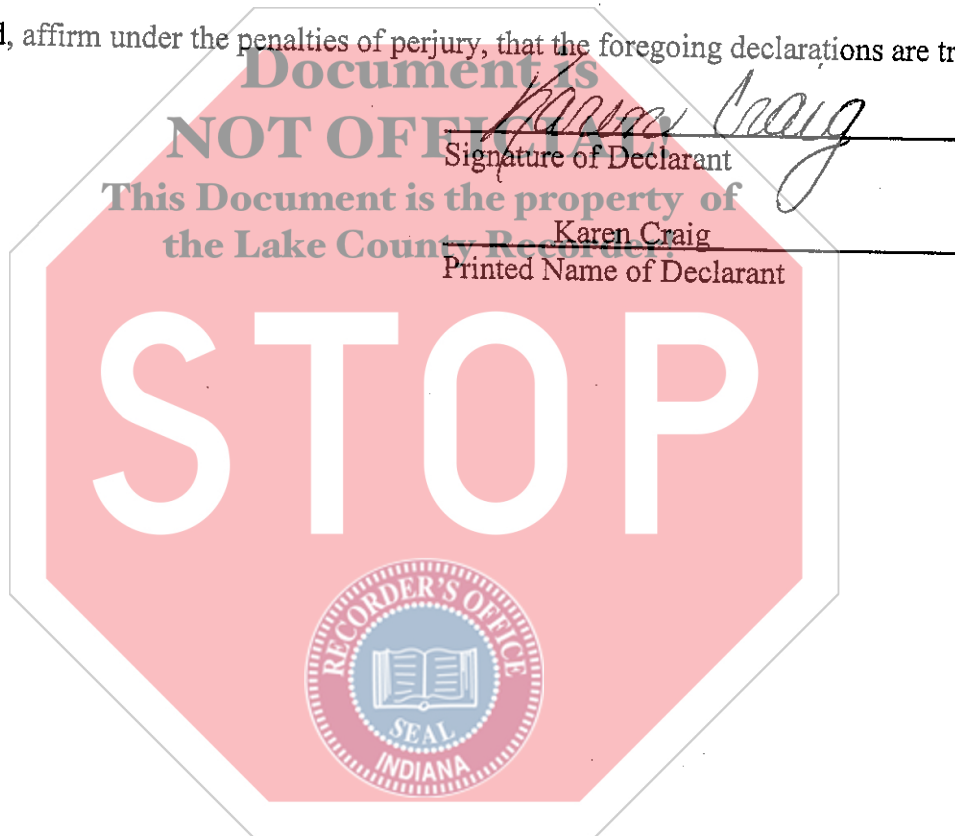 d, affirm under the penalties of perjury, that the foregoing declarations are tr
Document is
NOT OFFICIAL!
Karen Craig
Signature of Declarant
This Document is the property of
the Lake County Recorder!
Karen Craig
Printed Name of Declarant
STOP
RECORDER'S OFFICE
SEAL
INDIANA